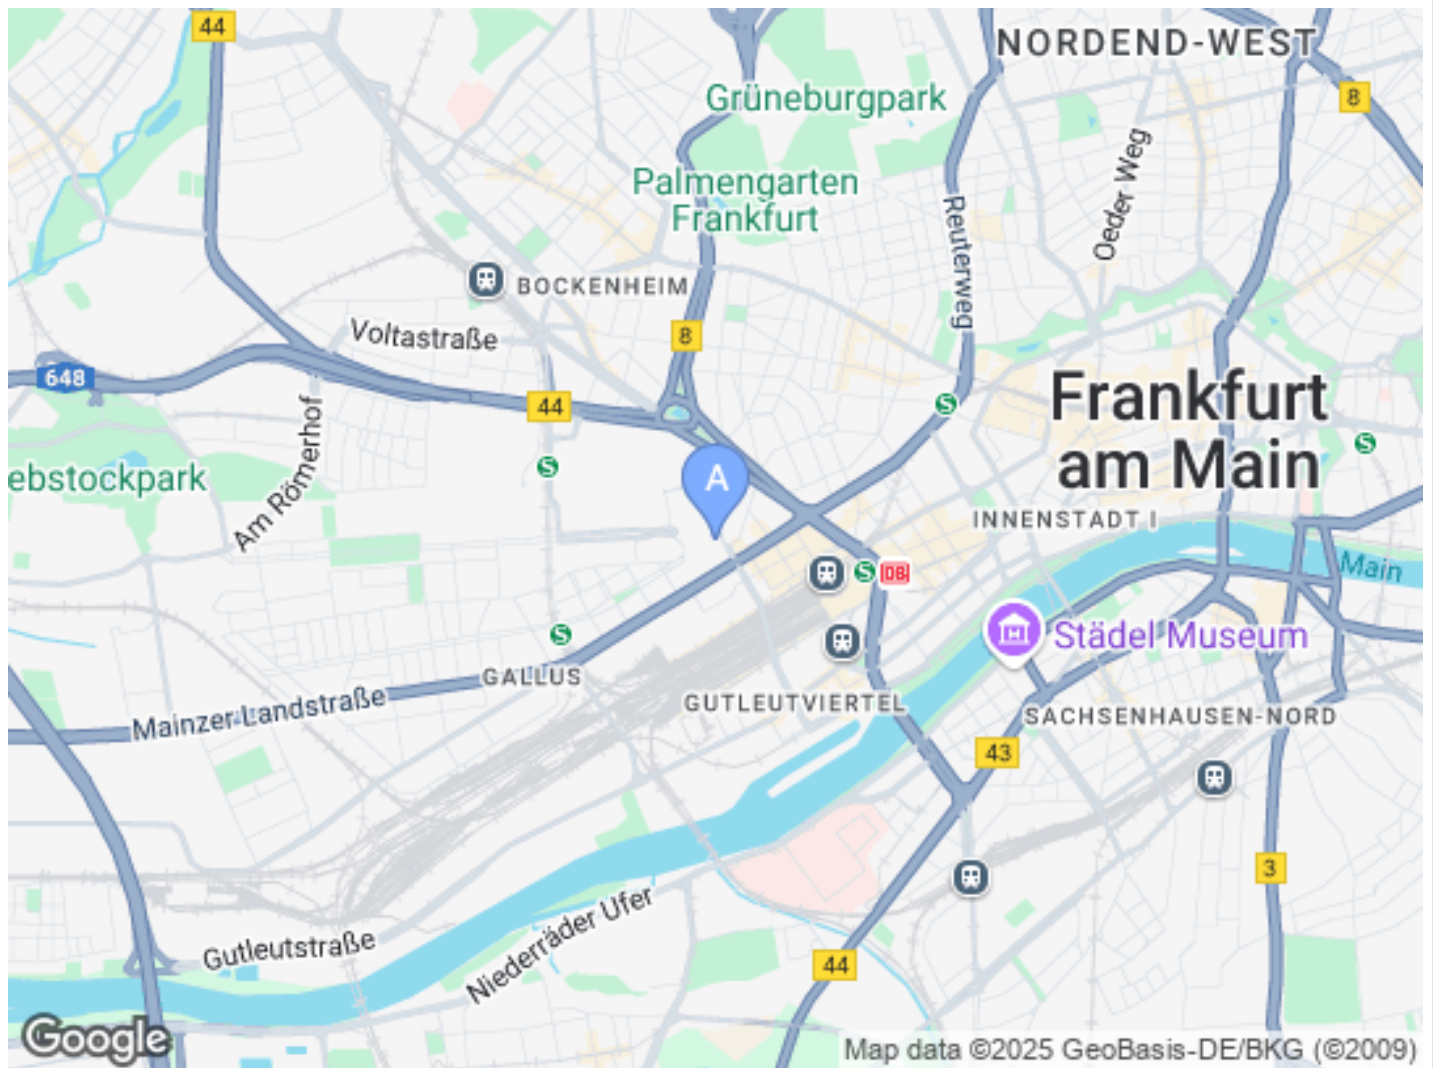 44
NORDEND-WEST
8
Grüneburgpark
Oeder Weg
Palmengarten
Frankfurt
Reuterweg
BOCKENHEIM
Voltastraße
8
648
44
S
Frankfurt
am Main
S
S
A
ebstockpark
Am Römerhof
INNENSTADT I
Main
S
DB
S
Städel Museum
GALLUS
GUTLEUTVIERTEL
Mainzer Landstraße
SACHSENHAUSEN-NORD
43
3
Niederräder Ufer
Gutleutstraße
44
Google
Map data ©2025 GeoBasis-DE/BKG (©2009)